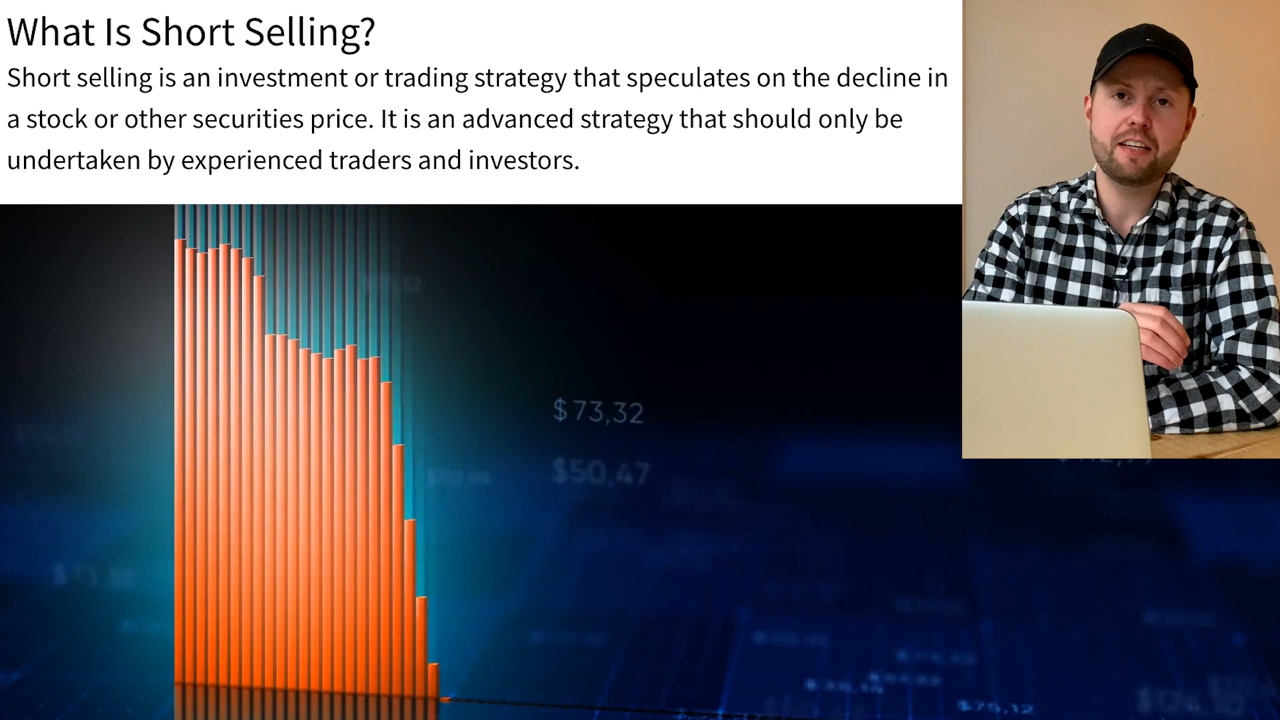 What Is Short Selling?
Short selling is an investment or trading strategy that speculates on the decline in
a stock or other securities price. It is an advanced strategy that should only be
undertaken by experienced traders and investors.
$73,32
$50,47
$75,12